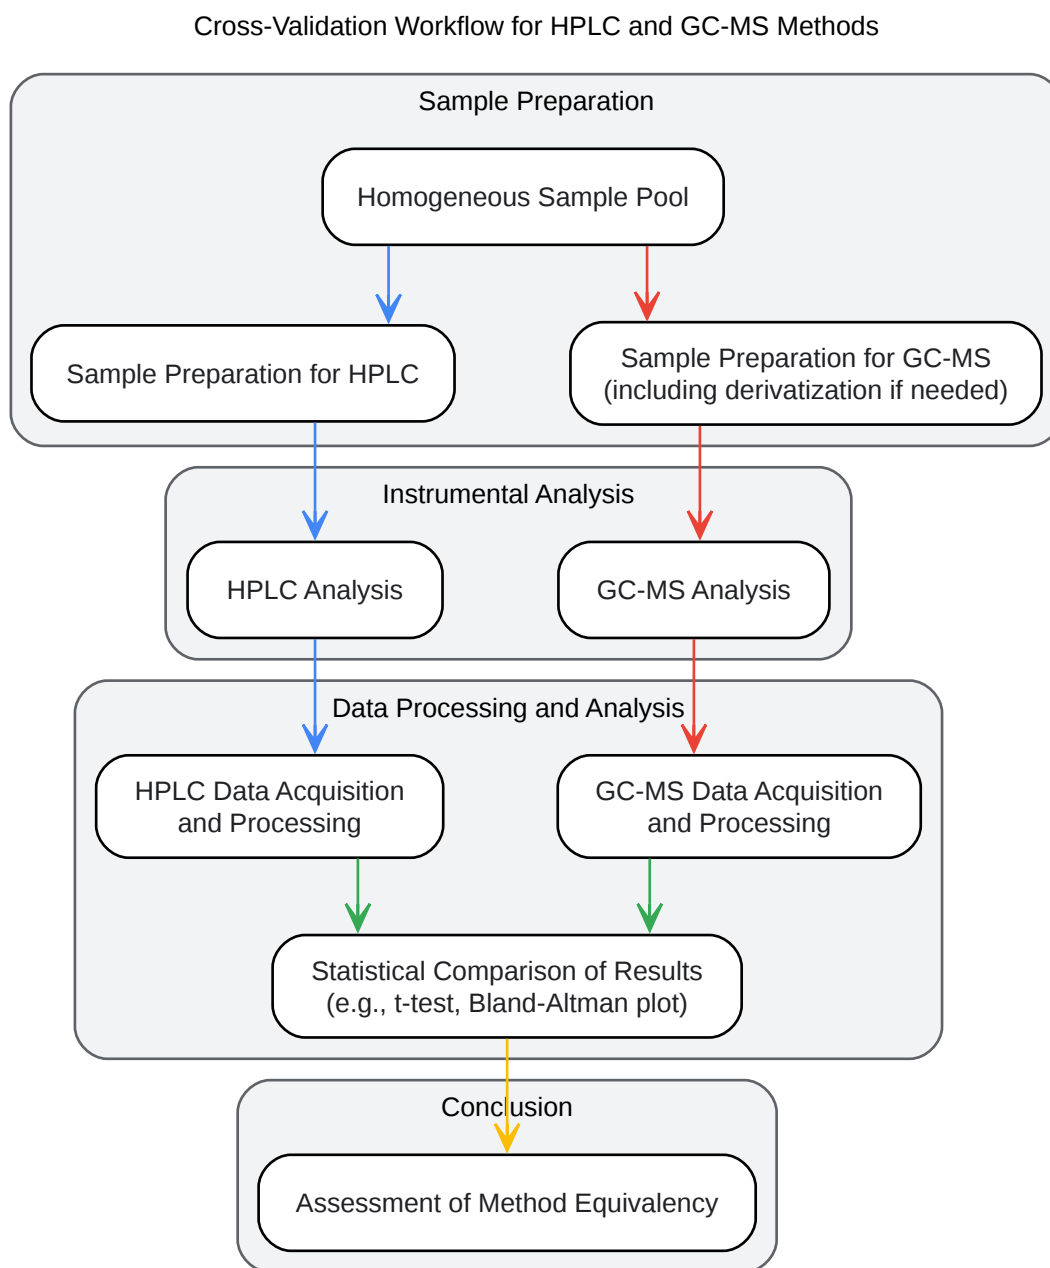 Cross-Validation Workflow for HPLC and GC-MS Methods
Sample Preparation
Homogeneous Sample Pool
Sample Preparation for HPLC
Sample Preparation for GC-MS
(including derivatization if needed)
Instrumental Analysis
HPLC Analysis
GC-MS Analysis
Data Processing and Analysis
HPLC Data Acquisition
and Processing
GC-MS Data Acquisition
and Processing
Statistical Comparison of Results
(e.g., t-test, Bland-Altman plot)
Conclusion
Assessment of Method Equivalency